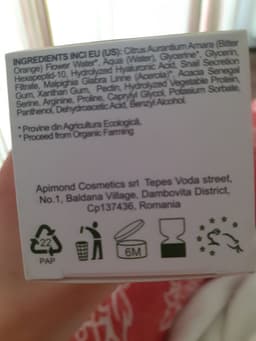 INGREDIENTS INCI EU (US): Citrus Aurantium Amara (Bitter
Orange) Flower Water*, Aqua (Water), Glycerine*, Glycerin,
Hexapeptid-10, Hydrolyzed Hyaluronic Acid, Snail Secretion
Filtrate, Malpighia Glabra Linne (Acerola)*, Acacia Senegal
Gum, Xanthan Gum, Pectin, Hydrolyzed Vegetable Protein,
Serine, Arginine, Proline, Caprylyl Glycol, Potassium Sorbate,
Panthenol, Dehydroacetic Acid, Benzyl Alcohol.
* Provine din Agricultura Ecologică.
* Proceed from Organic Farming.
Apimond Cosmetics srl Tepes Voda street,
No.1, Baldana Village, Dambovita District,
Cp137436, Romania
22
PAP
6M